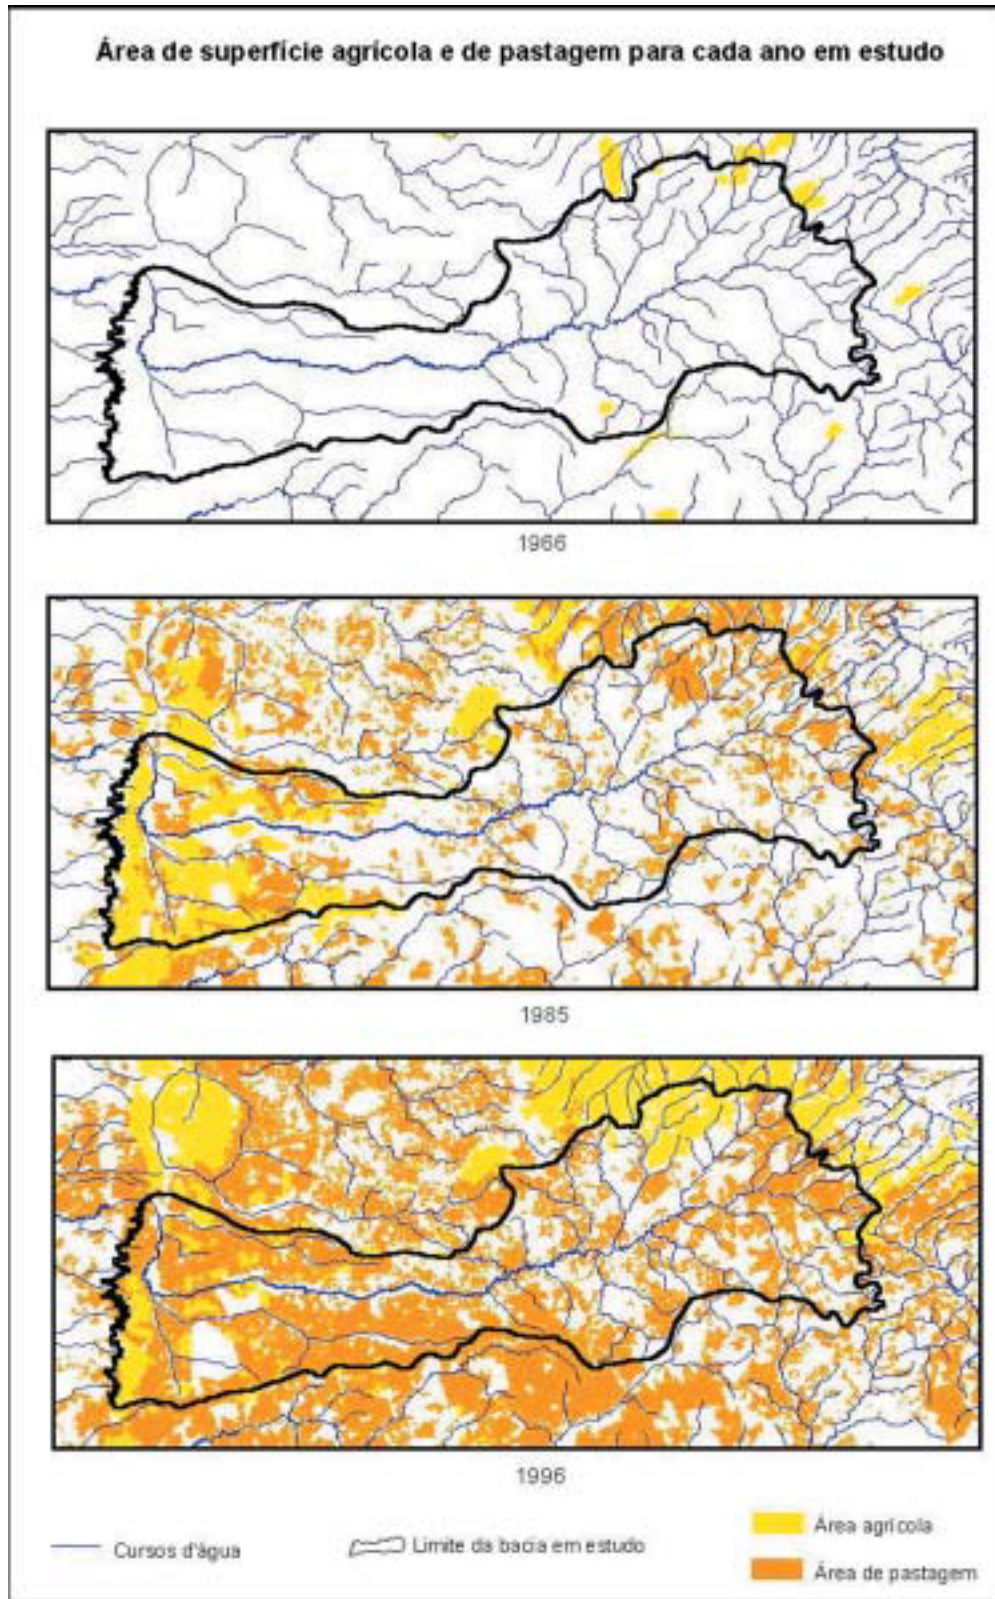 Área de superfície agrícola e de pastagem para cada ano em estudo
1966
1985
1996
Cursos d'água
Limite da bacia em estudo
Área agrícola
Área de pastagem